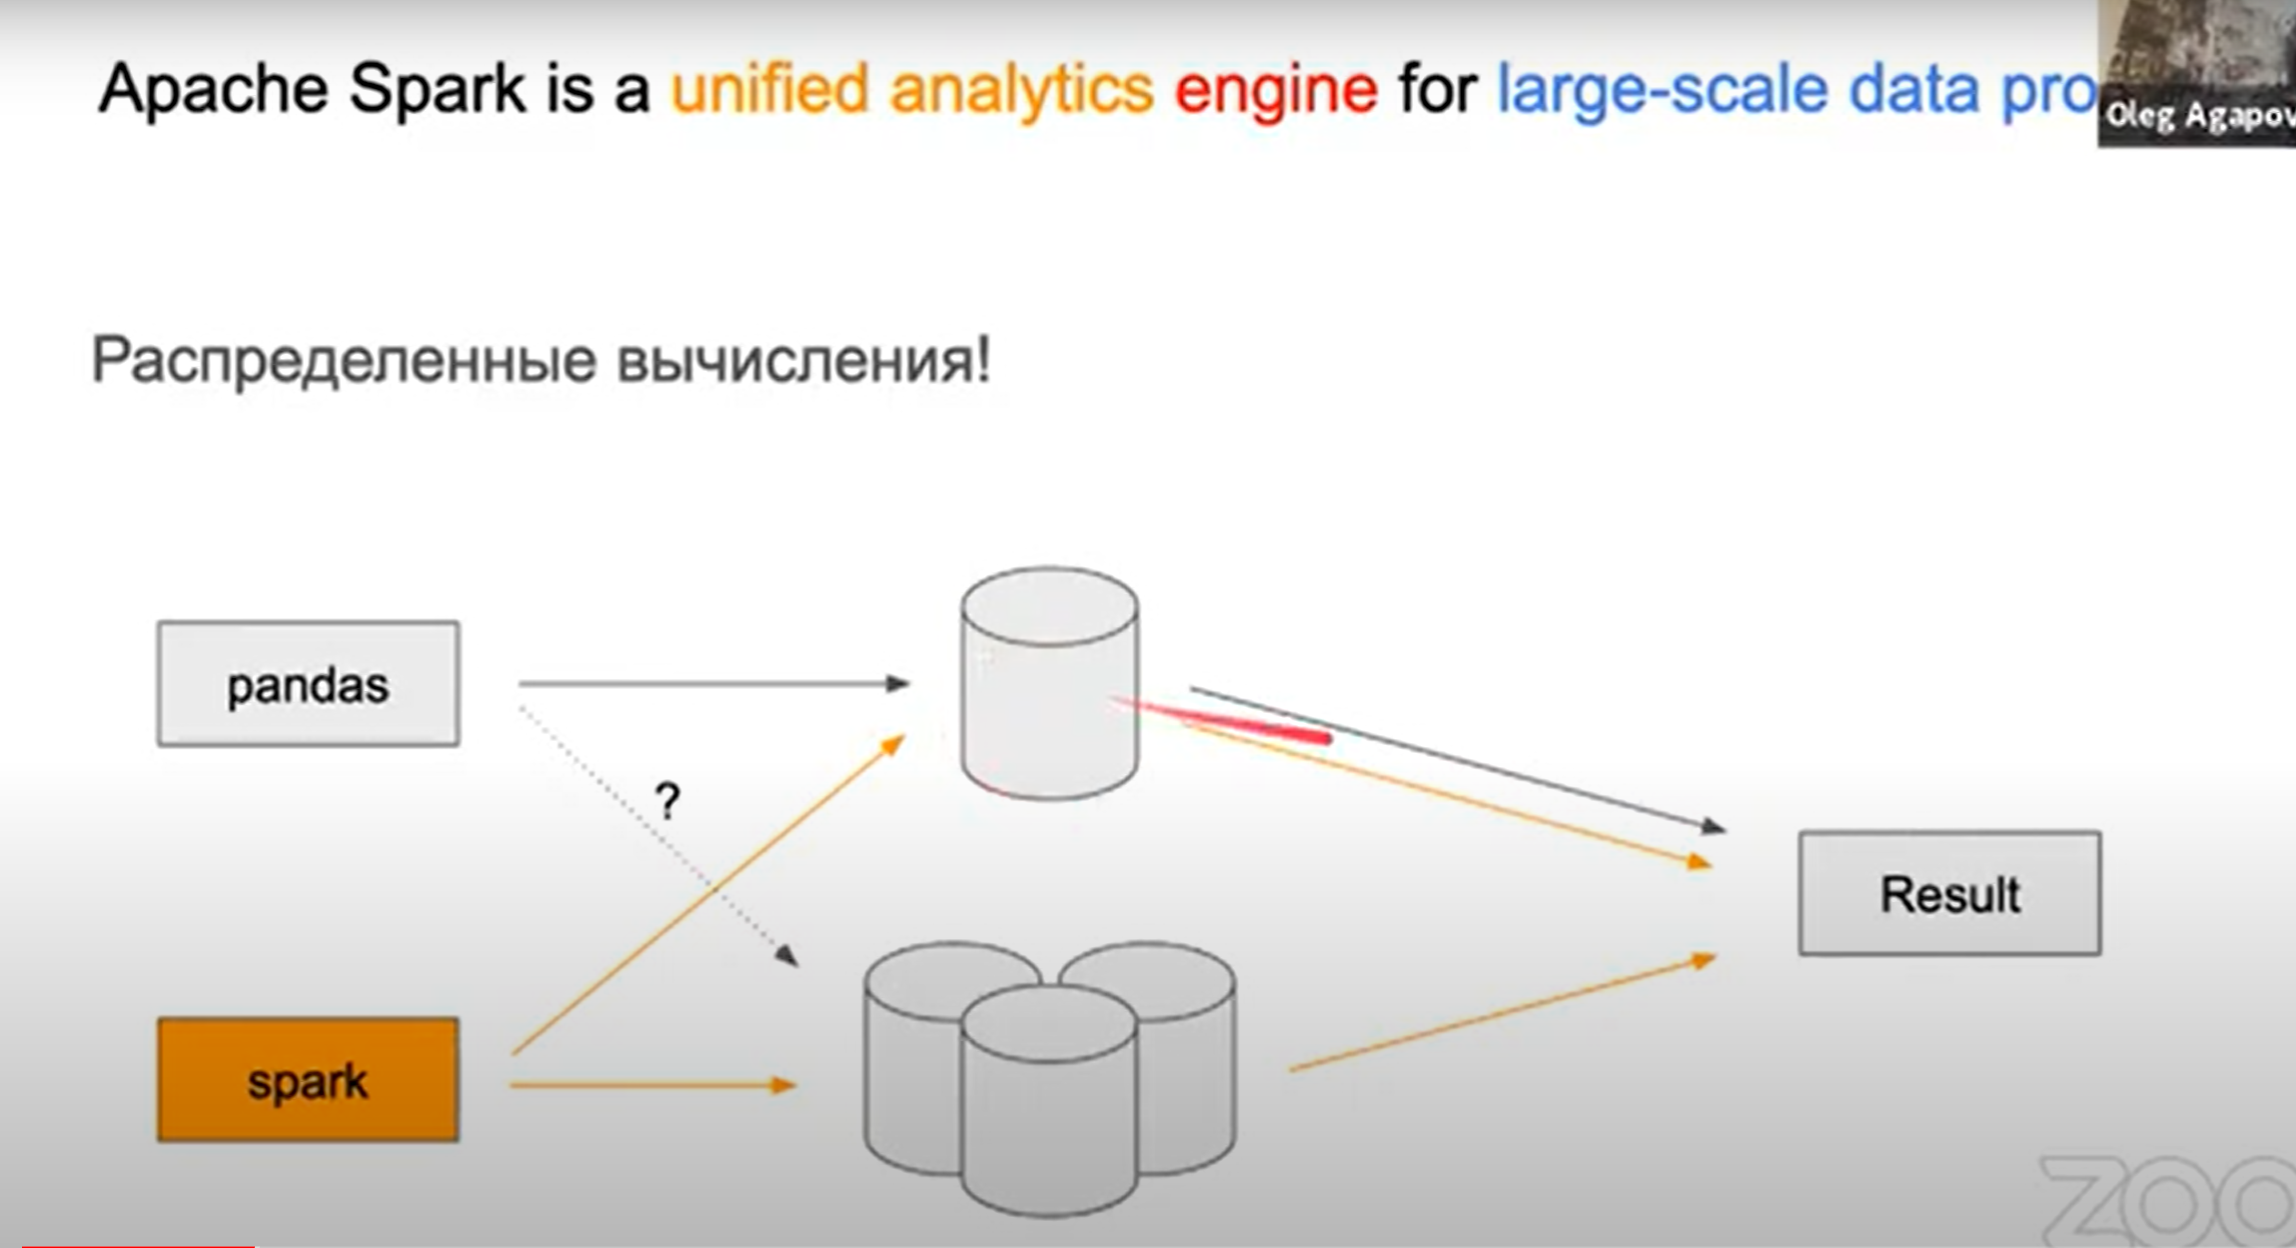 Apache Spark is a unified analytics engine for large-scale data pro
Oleg Agapov
Распределенные вычисления!
pandas
?
spark
Result
zoo